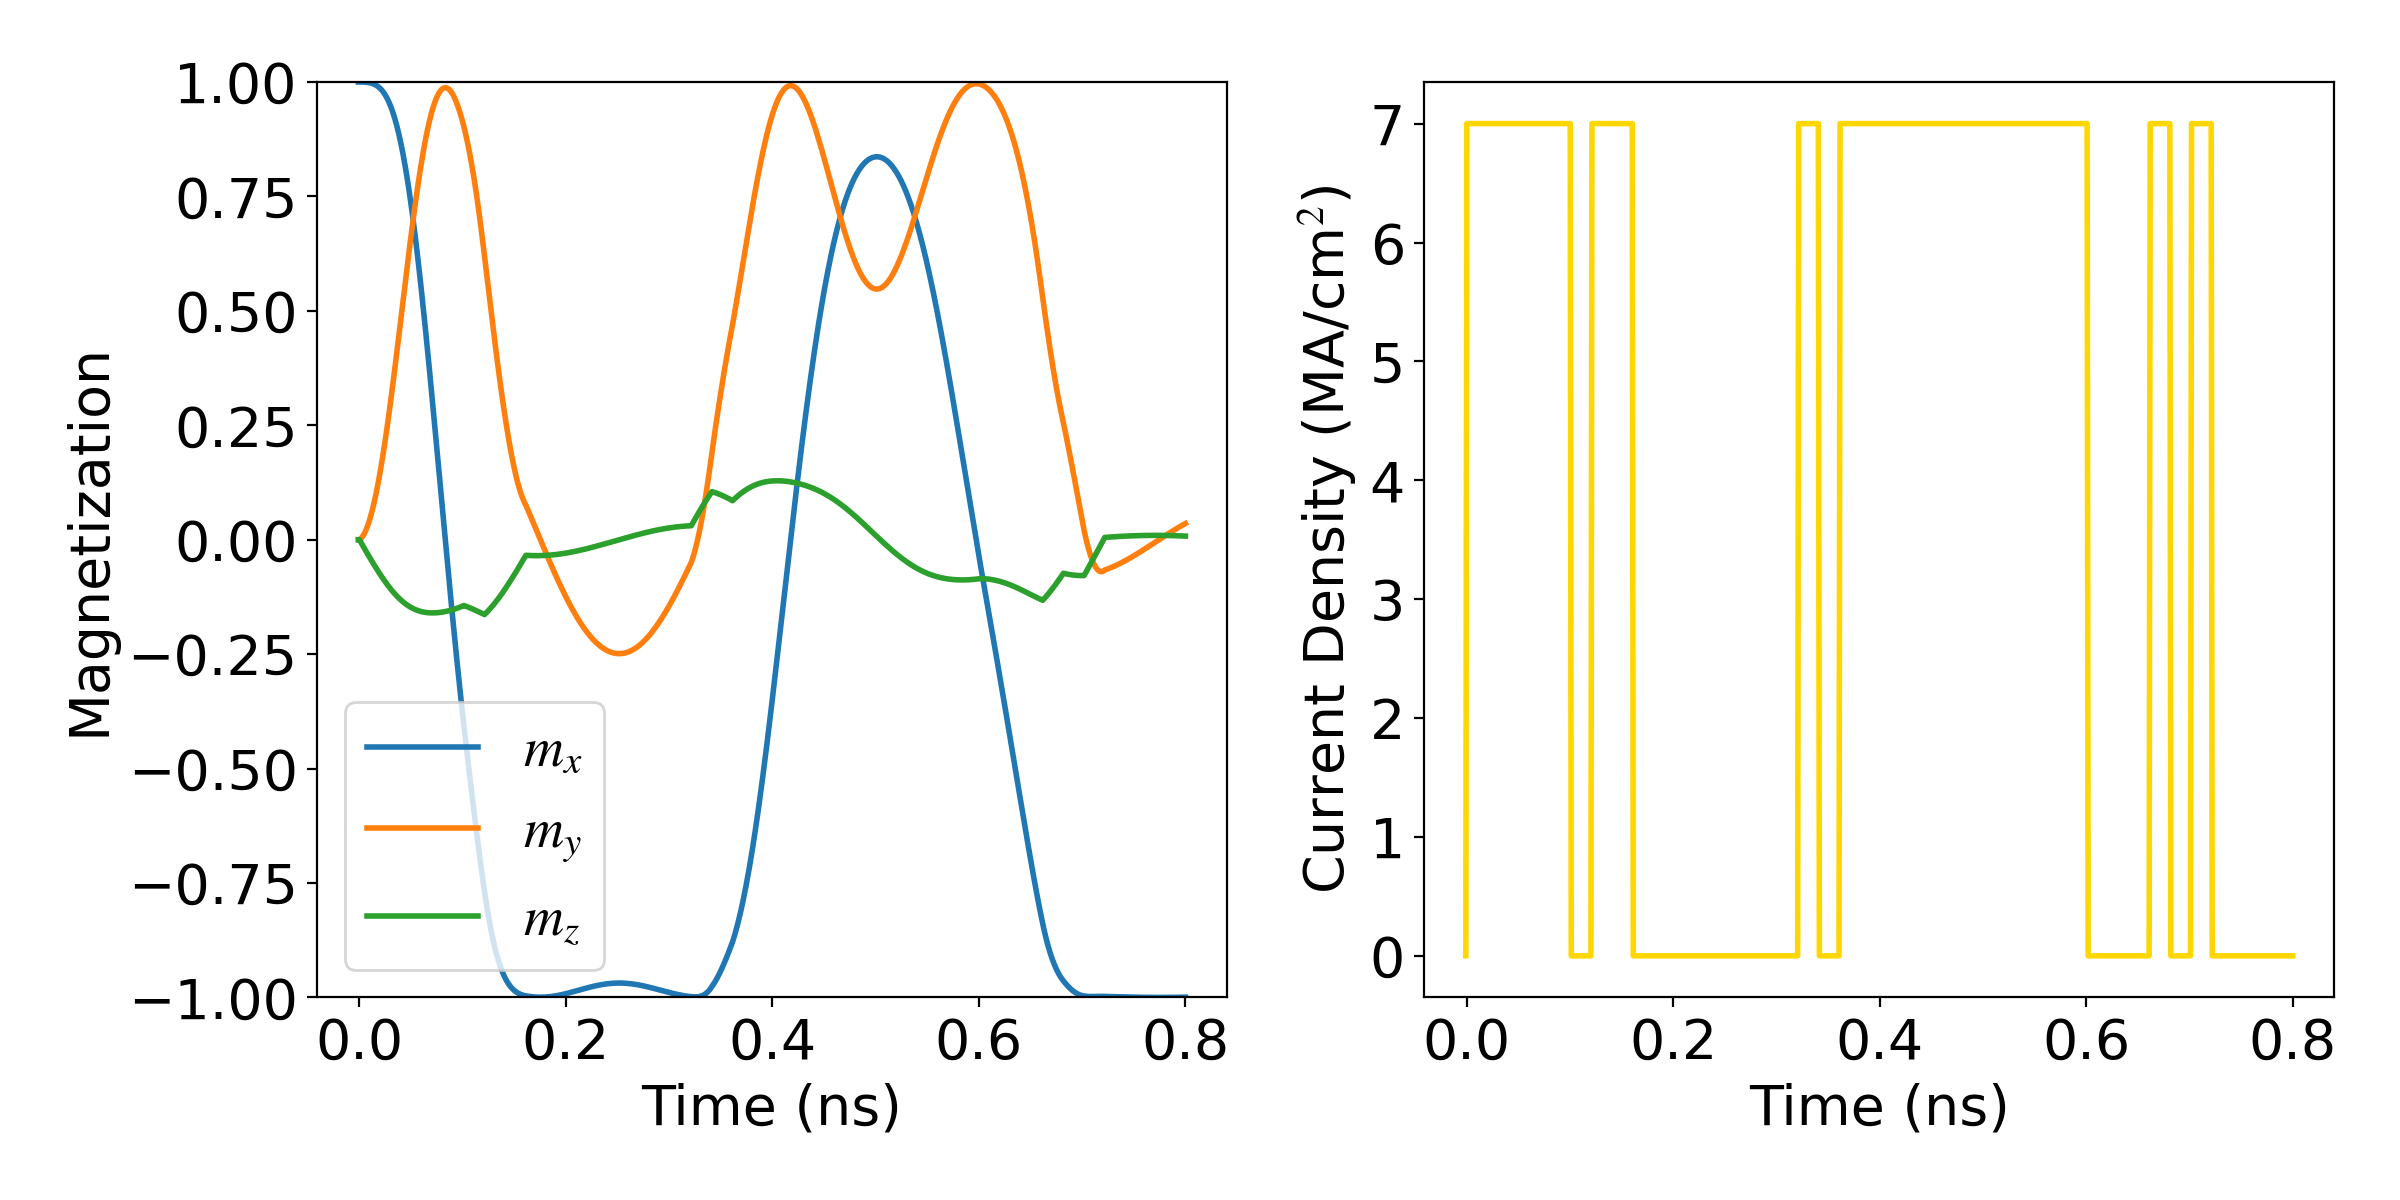 1.00
0.75
0.50
0.25
0.00
−0.25
−0.50
−0.75
−1.00
Magnetization
m_x
m_y
m_z
0.0 0.2 0.4 0.6 0.8
Time (ns)
7
6
5
4
3
2
1
0
Current Density (MA/cm²)
0.0 0.2 0.4 0.6 0.8
Time (ns)